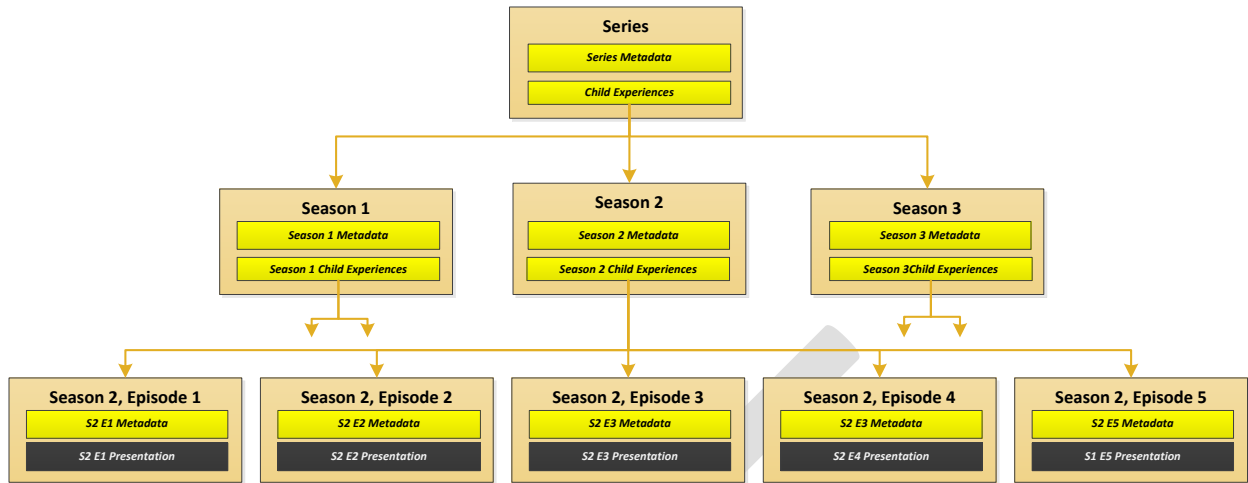 Series
Series Metadata
Child Experiences
Season 1
Season 1 Metadata
Season 1 Child Experiences
Season 2
Season 2 Metadata
Season 2 Child Experiences
Season 3
Season 3 Metadata
Season 3Child Experiences
Season 2, Episode 1
S2 E1 Metadata
S2 E1 Presentation
Season 2, Episode 2
S2 E2 Metadata
S2 E2 Presentation
Season 2, Episode 3
S2 E3 Metadata
S2 E3 Presentation
Season 2, Episode 4
S2 E3 Metadata
S2 E4 Presentation
Season 2, Episode 5
S2 E5 Metadata
S1 E5 Presentation